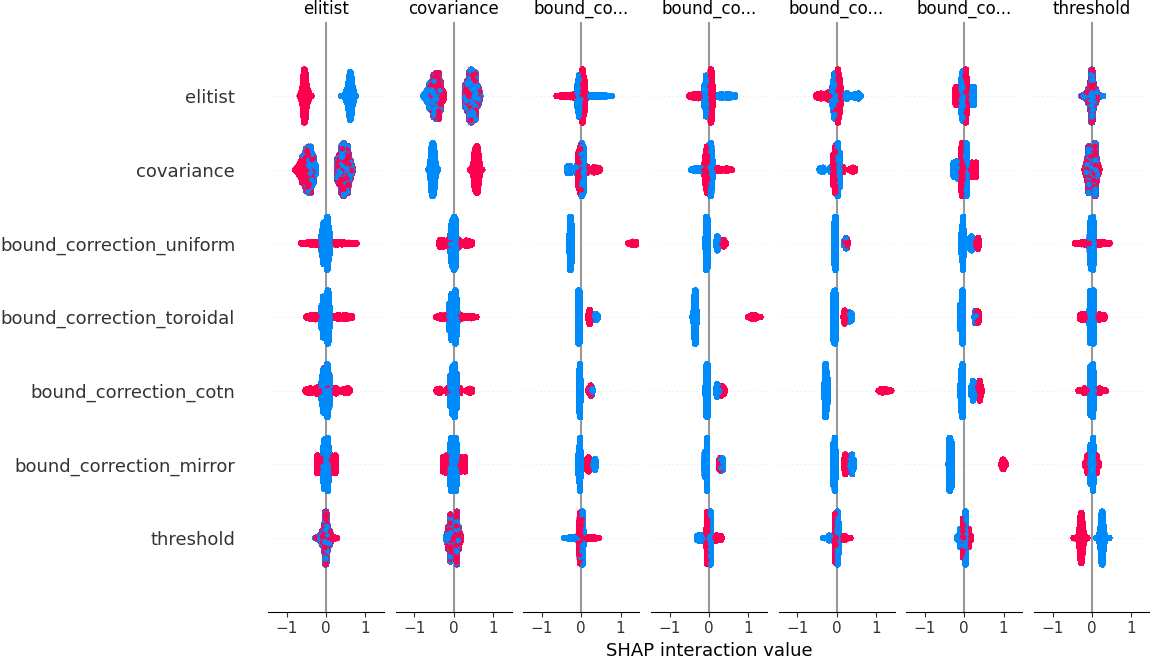 elitist covariance bound_co... bound_co... bound_co... bound_co... threshold
elitist
covariance
bound_correction_uniform
bound_correction_toroidal
bound_correction_cotn
bound_correction_mirror
threshold
−1 0 1 −1 0 1 −1 0 1 −1 0 1 −1 0 1 −1 0 1 −1 0 1
SHAP interaction value